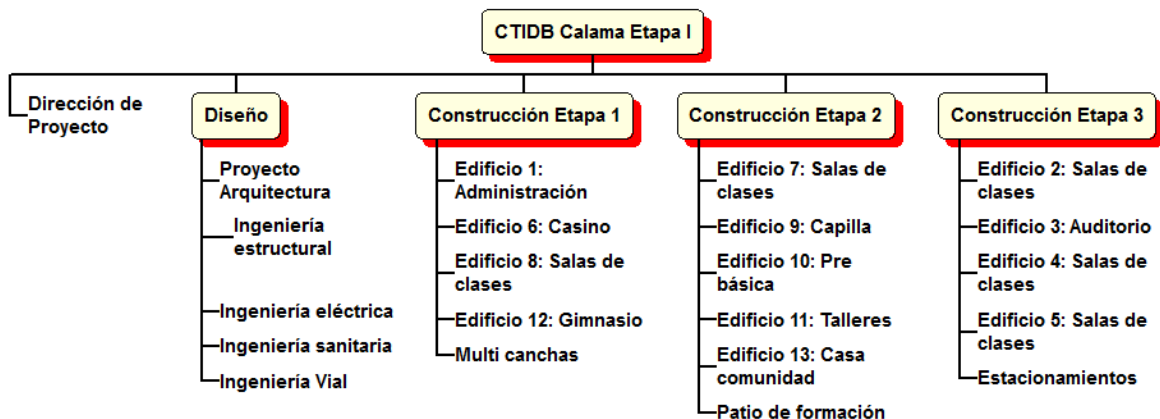 CTIDB Calama Etapa I
Dirección de
Proyecto
Diseño
Proyecto
Arquitectura
Ingeniería
estructural
Ingeniería eléctrica
Ingeniería sanitaria
Ingeniería Vial
Construcción Etapa 1
Edificio 1:
Administración
Edificio 6: Casino
Edificio 8: Salas de
clases
Edificio 12: Gimnasio
Multi canchas
Construcción Etapa 2
Edificio 7: Salas de
clases
Edificio 9: Capilla
Edificio 10: Pre
básica
Edificio 11: Talleres
Edificio 13: Casa
comunidad
Patio de formación
Construcción Etapa 3
Edificio 2: Salas de
clases
Edificio 3: Auditorio
Edificio 4: Salas de
clases
Edificio 5: Salas de
clases
Estacionamientos